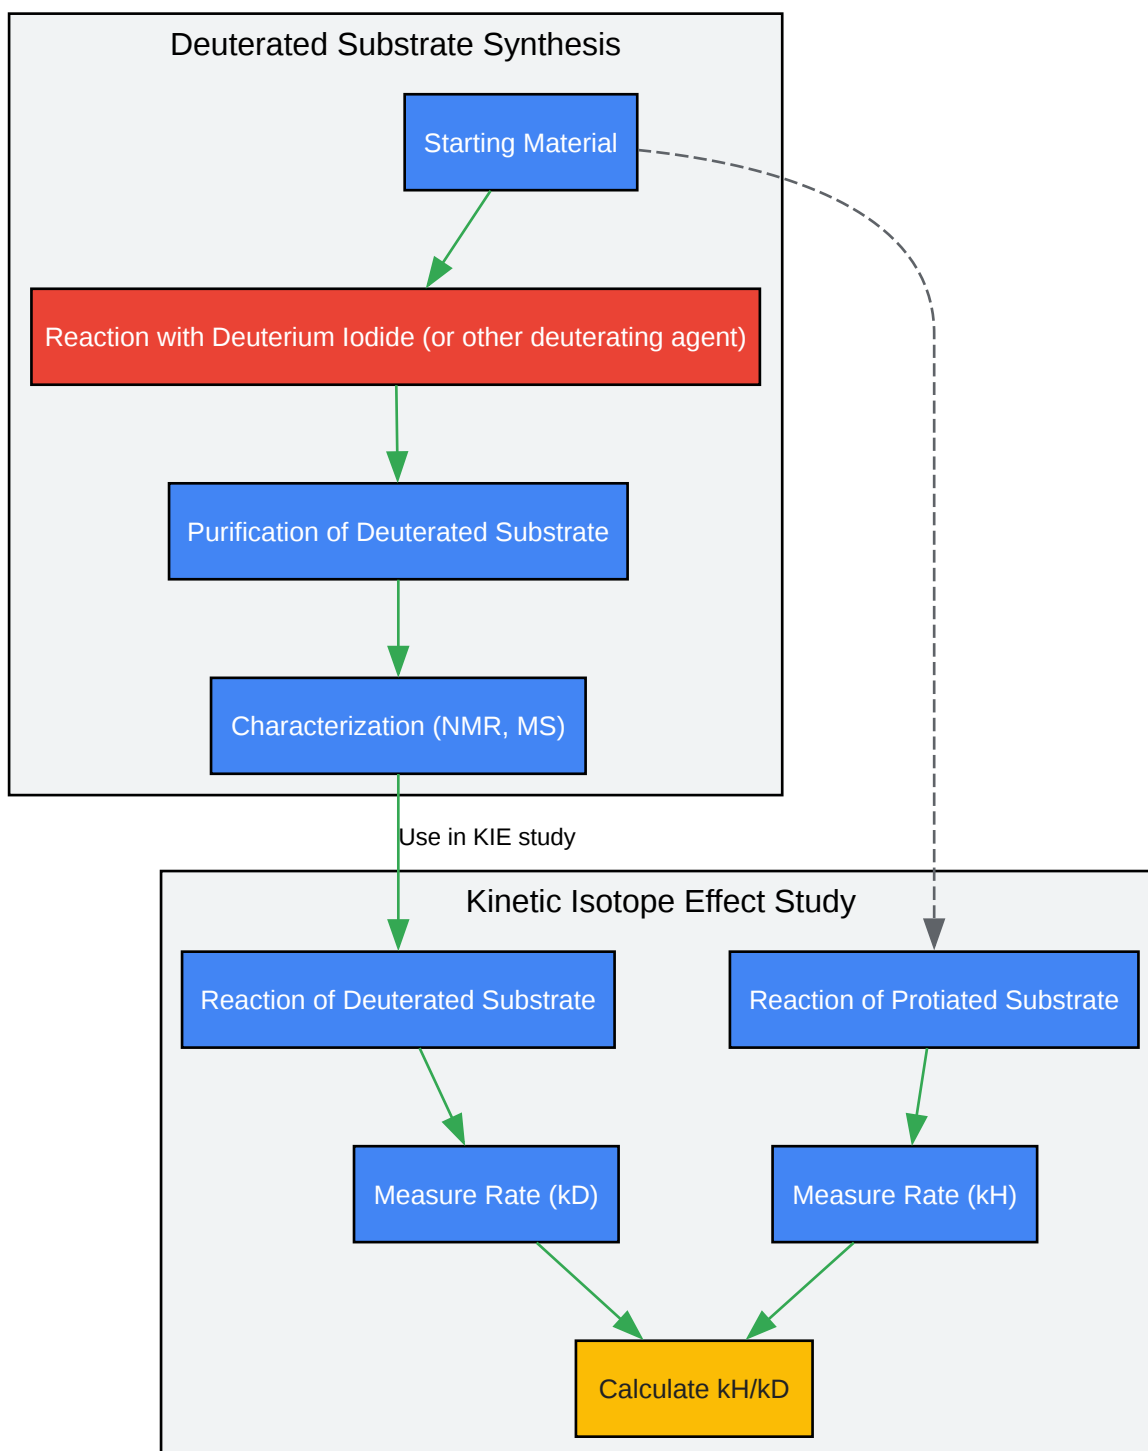 Deuterated Substrate Synthesis
Starting Material
Reaction with Deuterium Iodide (or other deuterating agent)
Purification of Deuterated Substrate
Characterization (NMR, MS)
Use in KIE study
Kinetic Isotope Effect Study
Reaction of Deuterated Substrate
Reaction of Protiated Substrate
Measure Rate (kD)
Measure Rate (kH)
Calculate kH/kD